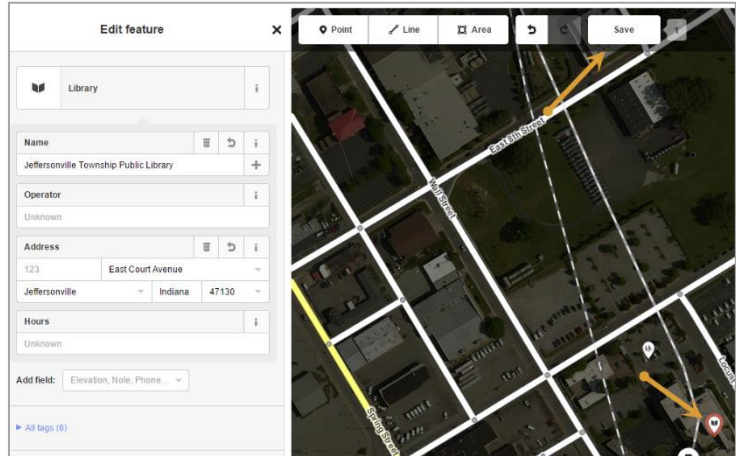 Edit feature
Point
Line
Area
Save
1
Library
i
Name
i
Jeffersonville Township Public Library
Operator
i
Unknown
Address
i
123
East Court Avenue
Jeffersonville
Indiana
47130
Hours
i
Unknown
Add field:
Elevation, Note, Phone...
All tags (6)
East 8th Street
Wall Street
Spring Street
Locust